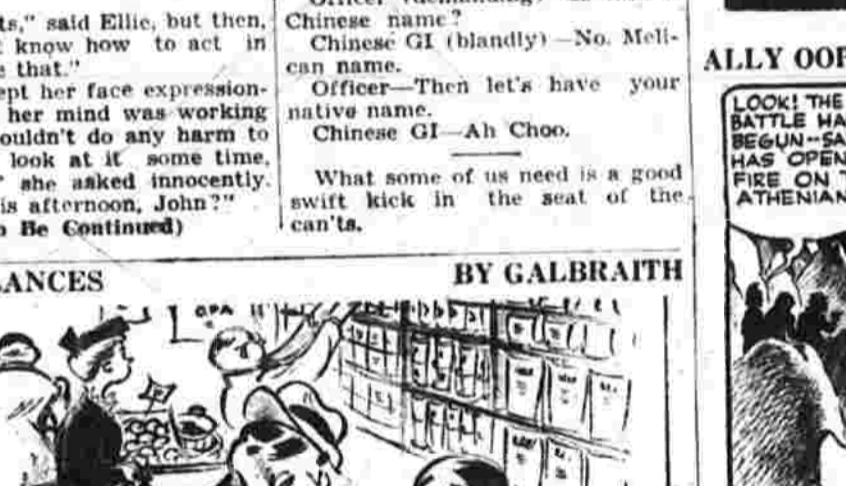 ts," said Ellie, but then,
know how to act in
e that."
ept her face expression-
her mind was working
ouldn't do any harm to
look at it some time,
" she asked innocently.
is afternoon, John?"
o Be Continued)
Chinese name?
Chinese GI (blandly)—No. Meli-
can name.
Officer—Then let's have your
native name.
Chinese GI—Ah Choo.
What some of us need is a good
swift kick in the seat of the
can'ts.
ANCES
BY GALBRAITH
OPA
ALLY OOP
LOOK! THE
BATTLE HA
BEGUN--SA
HAS OPEN
FIRE ON T
ATHENIAN